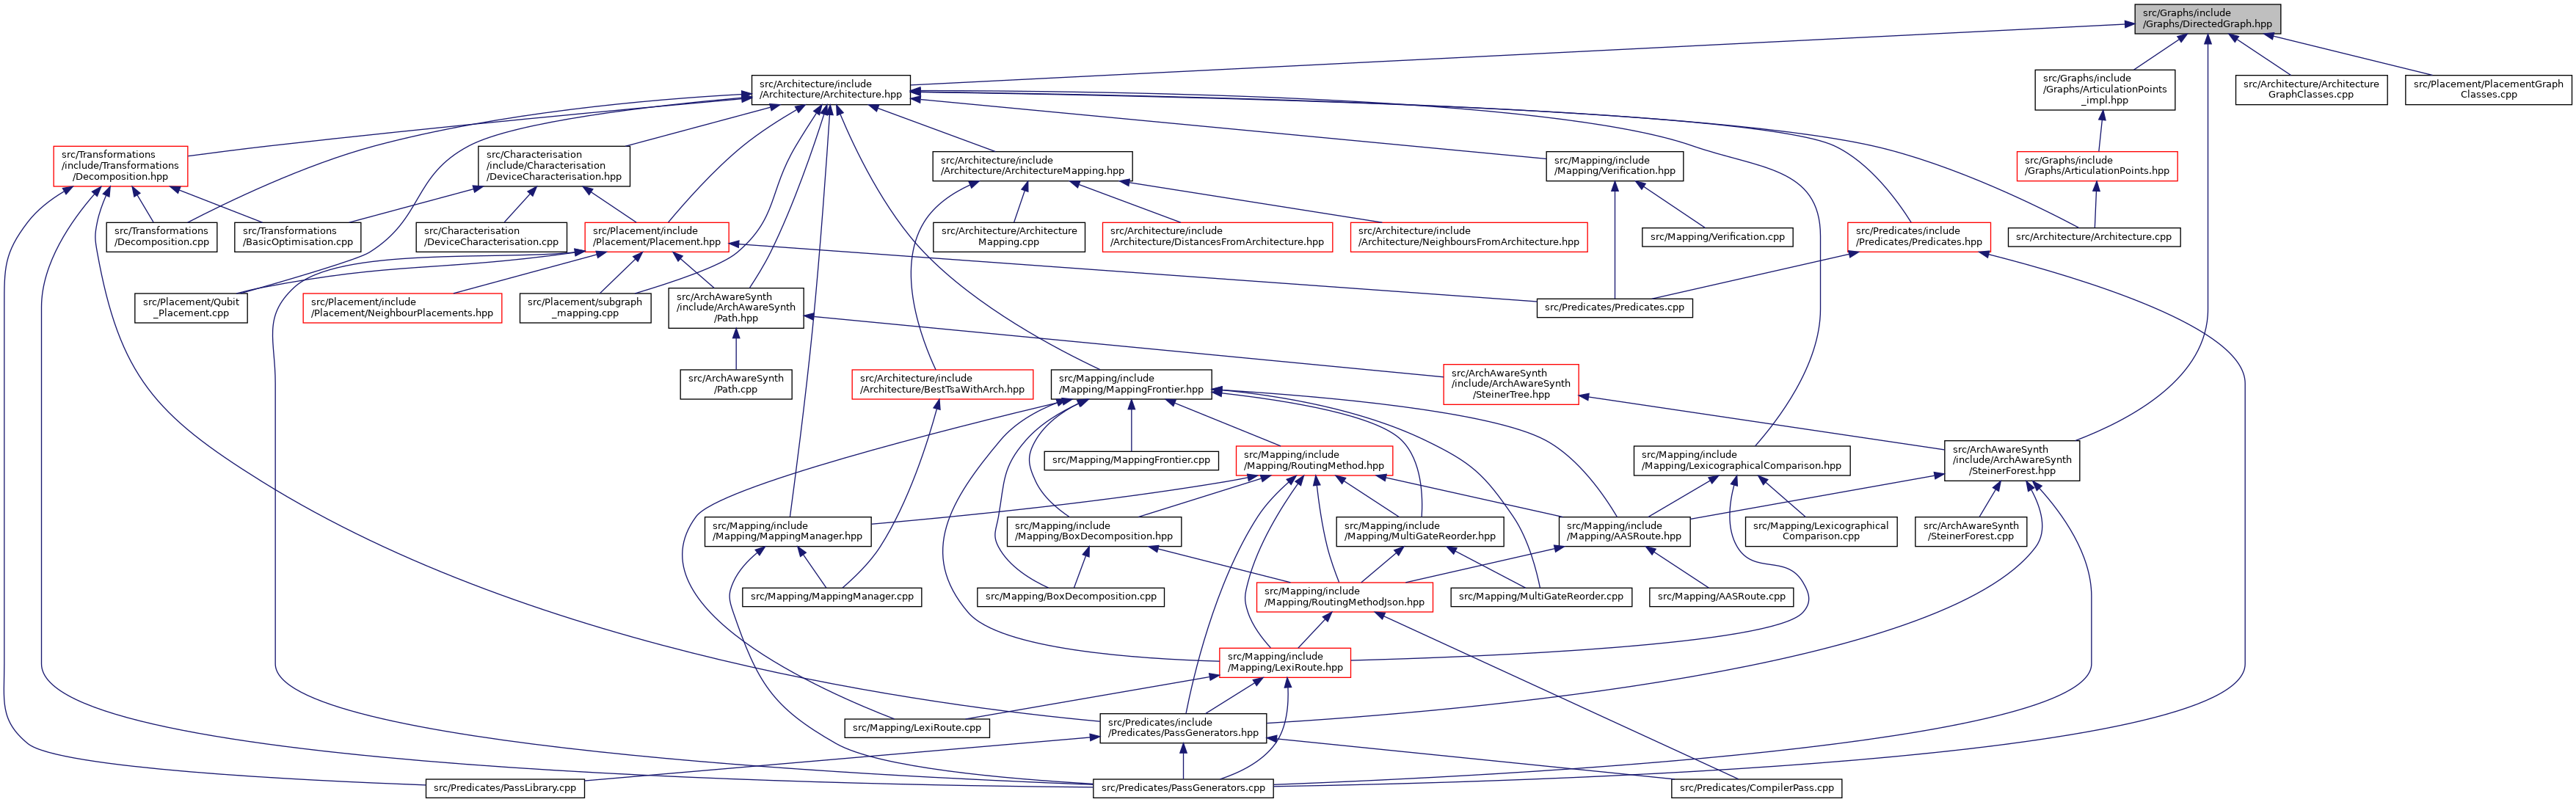 src/Graphs/include
/Graphs/DirectedGraph.hpp
src/Architecture/include
/Architecture/Architecture.hpp
src/Graphs/include
/Graphs/ArticulationPoints
_impl.hpp
src/Architecture/Architecture
GraphClasses.cpp
src/Placement/PlacementGraph
Classes.cpp
src/Transformations
/include/Transformations
/Decomposition.hpp
src/Characterisation
/include/Characterisation
/DeviceCharacterisation.hpp
src/Architecture/include
/Architecture/ArchitectureMapping.hpp
src/Mapping/include
/Mapping/Verification.hpp
src/Graphs/include
/Graphs/ArticulationPoints.hpp
src/Transformations
/Decomposition.cpp
src/Transformations
/BasicOptimisation.cpp
src/Characterisation
/DeviceCharacterisation.cpp
src/Placement/include
/Placement/Placement.hpp
src/Architecture/Architecture
Mapping.cpp
src/Architecture/include
/Architecture/DistancesFromArchitecture.hpp
src/Architecture/include
/Architecture/NeighboursFromArchitecture.hpp
src/Mapping/Verification.cpp
src/Predicates/include
/Predicates/Predicates.hpp
src/Architecture/Architecture.cpp
src/Placement/Qubit
_Placement.cpp
src/Placement/include
/Placement/NeighbourPlacements.hpp
src/Placement/subgraph
_mapping.cpp
src/ArchAwareSynth
/include/ArchAwareSynth
/Path.hpp
src/Predicates/Predicates.cpp
src/ArchAwareSynth
/Path.cpp
src/Architecture/include
/Architecture/BestTsaWithArch.hpp
src/Mapping/include
/Mapping/MappingFrontier.hpp
src/ArchAwareSynth
/include/ArchAwareSynth
/SteinerTree.hpp
src/Mapping/MappingFrontier.cpp
src/Mapping/include
/Mapping/RoutingMethod.hpp
src/Mapping/include
/Mapping/LexicographicalComparison.hpp
src/ArchAwareSynth
/include/ArchAwareSynth
/SteinerForest.hpp
src/Mapping/include
/Mapping/MappingManager.hpp
src/Mapping/include
/Mapping/BoxDecomposition.hpp
src/Mapping/include
/Mapping/MultiGateReorder.hpp
src/Mapping/include
/Mapping/AASRoute.hpp
src/Mapping/Lexicographical
Comparison.cpp
src/ArchAwareSynth
/SteinerForest.cpp
src/Mapping/MappingManager.cpp
src/Mapping/BoxDecomposition.cpp
src/Mapping/include
/Mapping/RoutingMethodJson.hpp
src/Mapping/MultiGateReorder.cpp
src/Mapping/AASRoute.cpp
src/Mapping/include
/Mapping/LexiRoute.hpp
src/Mapping/LexiRoute.cpp
src/Predicates/include
/Predicates/PassGenerators.hpp
src/Predicates/PassLibrary.cpp
src/Predicates/PassGenerators.cpp
src/Predicates/CompilerPass.cpp